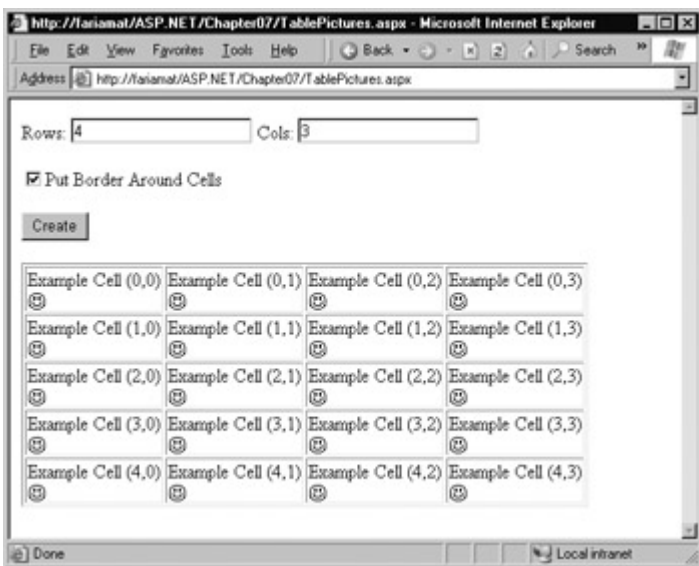 http://fariamat/ASP.NET/Chapter07/TablePictures.aspx - Microsoft Internet Explorer
File Edit View Favorites Tools Help Back Search »
Address http://fariamat/ASP.NET/Chapter07/TablePictures.aspx
Rows: 4 Cols: 3
Put Border Around Cells
Create
Example Cell (0,0) Example Cell (0,1) Example Cell (0,2) Example Cell (0,3)
Example Cell (1,0) Example Cell (1,1) Example Cell (1,2) Example Cell (1,3)
Example Cell (2,0) Example Cell (2,1) Example Cell (2,2) Example Cell (2,3)
Example Cell (3,0) Example Cell (3,1) Example Cell (3,2) Example Cell (3,3)
Example Cell (4,0) Example Cell (4,1) Example Cell (4,2) Example Cell (4,3)
Done Local intranet